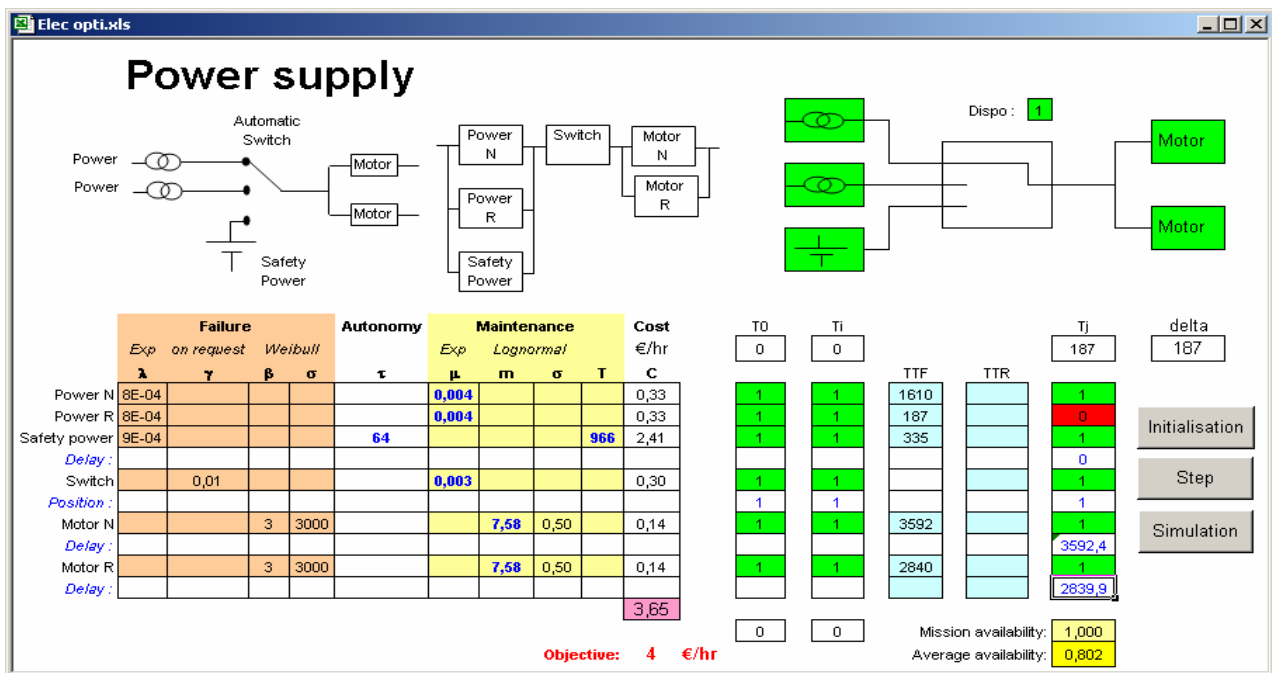 Elec opti.xls
Power supply
Automatic
Switch
Power
Power
Motor
Motor
Safety
Power
Power
N
Switch
Motor
N
Power
R
Motor
R
Safety
Power
Dispo : 1
Motor
Motor
Failure Autonomy Maintenance Cost T0 Ti Tj delta
Exp on request Weibull Exp Lognormal €/hr 0 0 187 187
λ γ β σ τ μ m σ T C TTF TTR
Power N 8E-04 0,004 0,33 1 1 1610 1
Power R 8E-04 0,004 0,33 1 1 187 0
Safety power 9E-04 64 966 2,41 1 1 335 1
Delay : 0
Switch 0,01 0,003 0,30 1 1 1
Position : 1 1 1
Motor N 3 3000 7,58 0,50 0,14 1 1 3592 1
Delay : 3592,4
Motor R 3 3000 7,58 0,50 0,14 1 1 2840 1
Delay : 2839,9
3,65
Initialisation
Step
Simulation
0 0 Mission availability: 1,000
Objective: 4 €/hr Average availability: 0,802